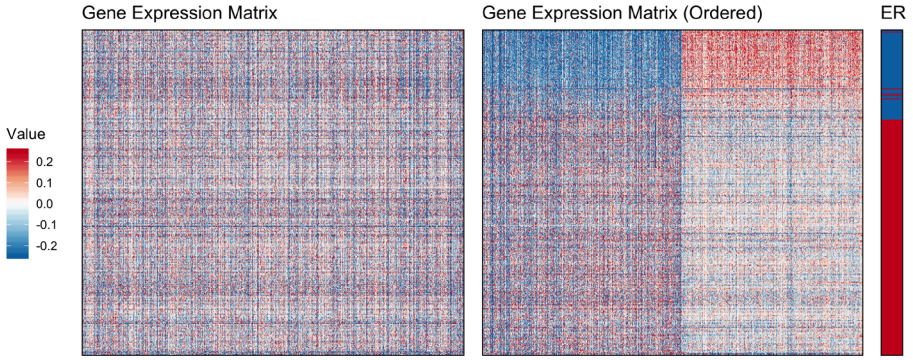 Gene Expression Matrix
Gene Expression Matrix (Ordered)
ER
Value
0.2
0.1
0.0
-0.1
-0.2